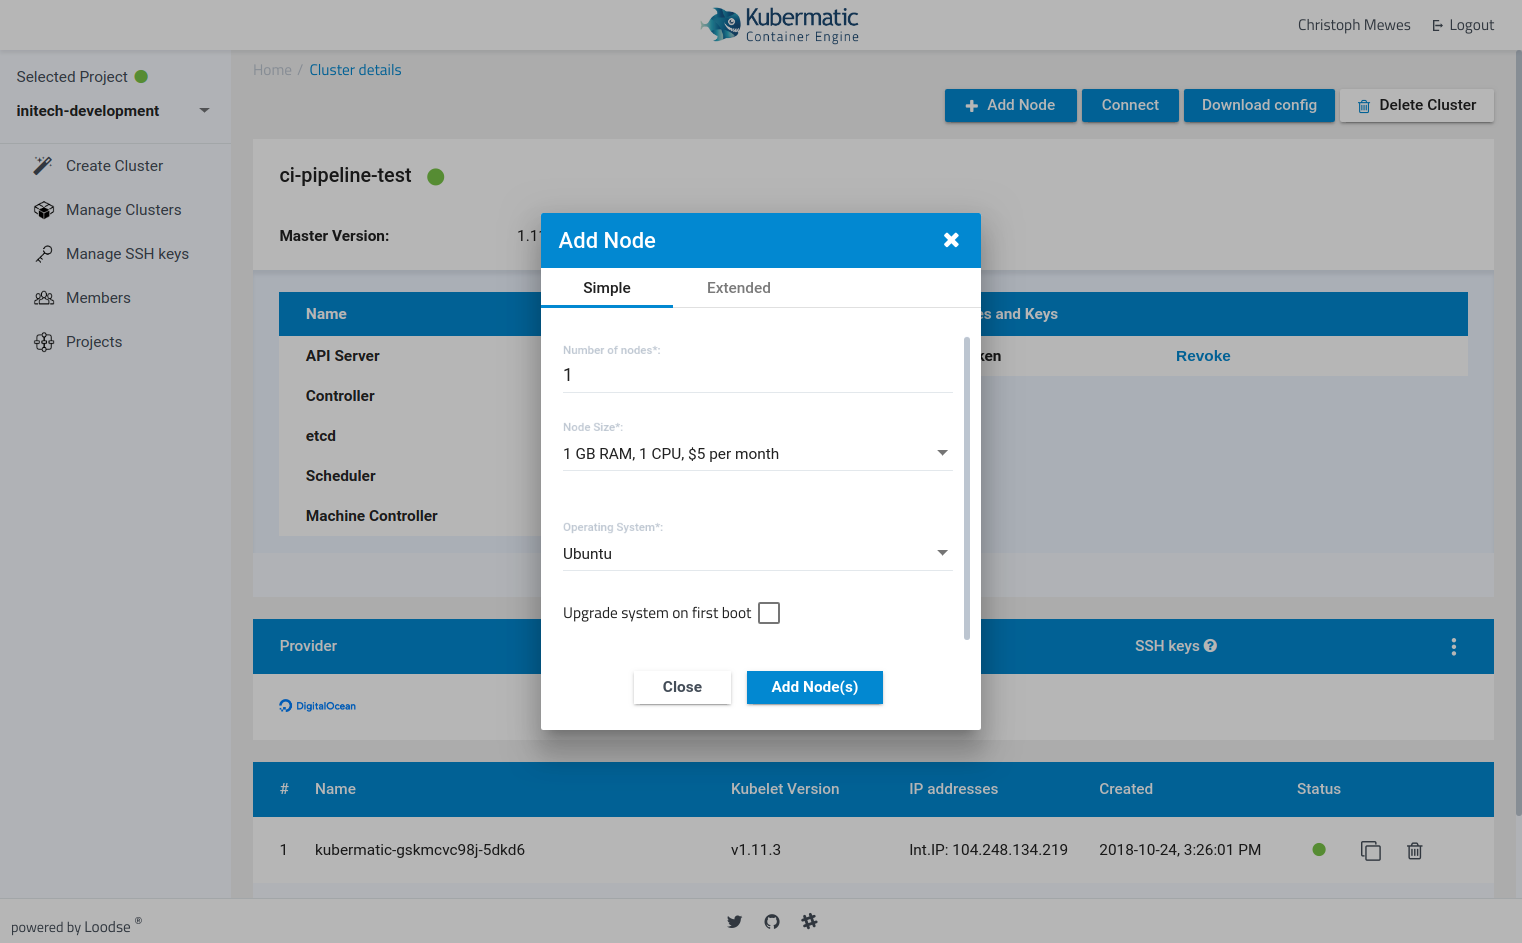 Kubermatic
Container Engine
Christoph Mewes
Logout
Selected Project
initech-development
Create Cluster
Manage Clusters
Manage SSH keys
Members
Projects
Home / Cluster details
Add Node
Connect
Download config
Delete Cluster
ci-pipeline-test
Master Version:
Name
and Keys
API Server
Revoke
Controller
etcd
Scheduler
Machine Controller
Add Node
Simple
Extended
Number of nodes*:
1
Node Size*:
1 GB RAM, 1 CPU, $5 per month
Operating System*:
Ubuntu
Upgrade system on first boot
Close
Add Node(s)
Provider
SSH keys
DigitalOcean
# Name Kubelet Version IP addresses Created Status
1 kubermatic-gskmcvc98j-5dkd6 v1.11.3 Int.IP: 104.248.134.219 2018-10-24, 3:26:01 PM
powered by Loodse ®